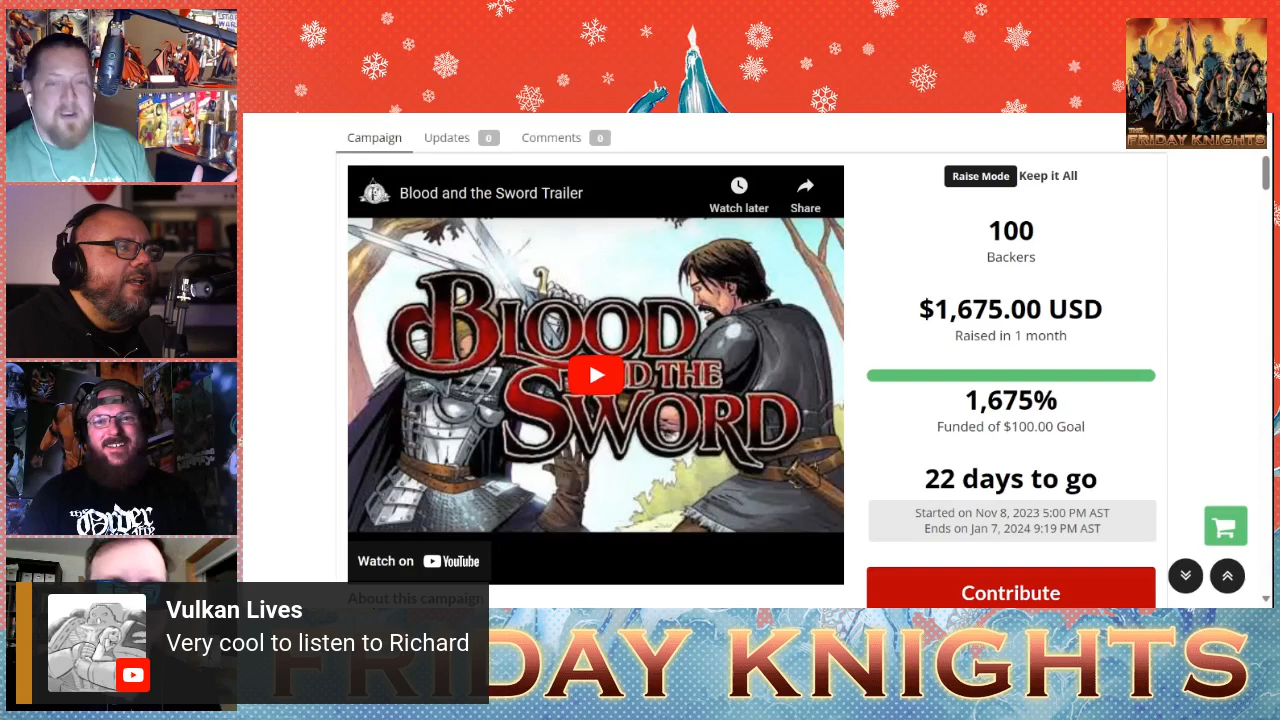 Campaign
Updates 0
Comments 0
Blood and the Sword Trailer
Watch later
Share
BLOOD
AND THE
SWORD
Watch on YouTube
About this campaign
Raise Mode Keep it All
100
Backers
$1,675.00 USD
Raised in 1 month
1,675%
Funded of $100.00 Goal
22 days to go
Started on Nov 8, 2023 5:00 PM AST
Ends on Jan 7, 2024 9:19 PM AST
Contribute
THE
FRIDAY KNIGHTS
Order
Vulkan Lives
Very cool to listen to Richard
FRIDAY KNIGHTS